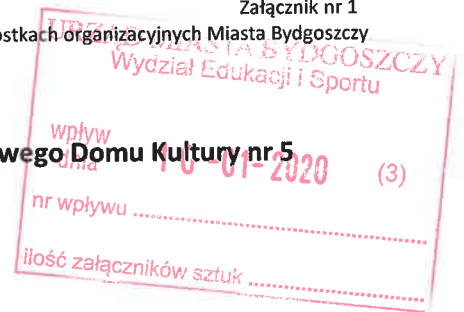 Załącznik nr 1
ostkach organizacyjnych Miasta Bydgoszczy
URZĄD MIASTA BYDGOSZCZY
Wydział Edukacji i Sportu
wego Domu Kultury nr 5
wpływ
dnia 10-01-2020 (3)
nr wpływu ..............................
ilość załączników sztuk ....................